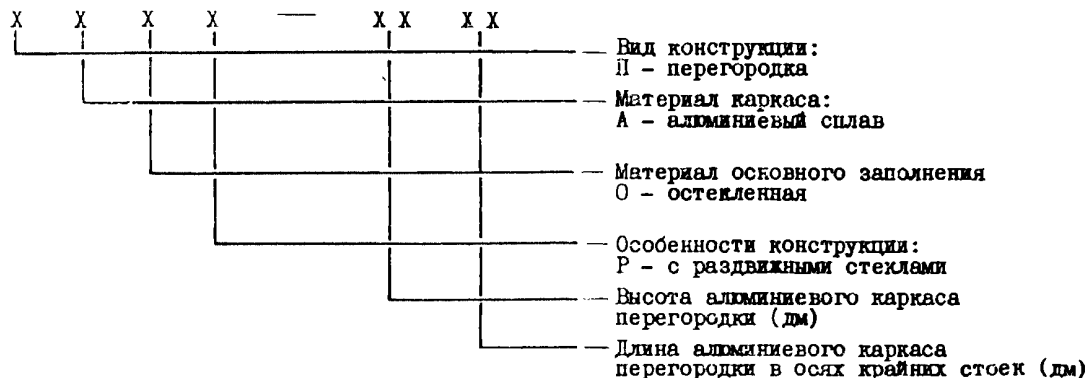 X X X X — X X X X
— Вид конструкции:
П - перегородка
— Материал каркаса:
А - алюминиевый сплав
— Материал основного заполнения
О - остекленная
— Особенности конструкции:
Р - с раздвижными стеклами
— Высота алюминиевого каркаса
перегородки (дм)
— Длина алюминиевого каркаса
перегородки в осях крайних стоек (дм)